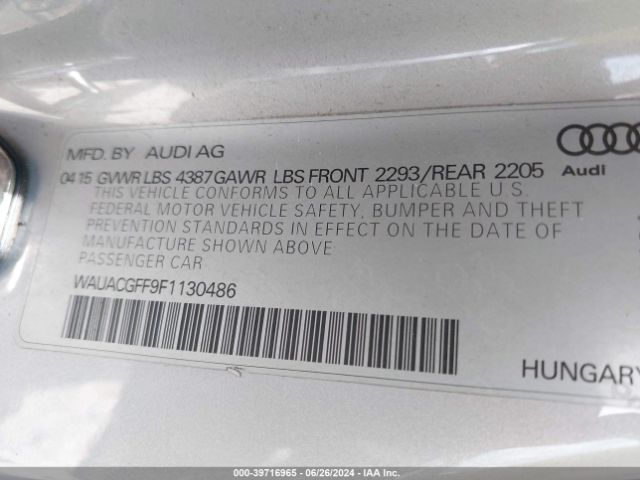 MFD. BY AUDI AG
0415 GVWR LBS 4387 GAWR LBS FRONT 2293/REAR 2205
THIS VEHICLE CONFORMS TO ALL APPLICABLE U.S.
FEDERAL MOTOR VEHICLE SAFETY, BUMPER AND THEFT
PREVENTION STANDARDS IN EFFECT ON THE DATE OF
MANUFACTURE SHOWN ABOVE
PASSENGER CAR
WAUACGFF9F1130486
Audi
HUNGARY
000-39716965 | 06/26/2024 | IAA Inc.